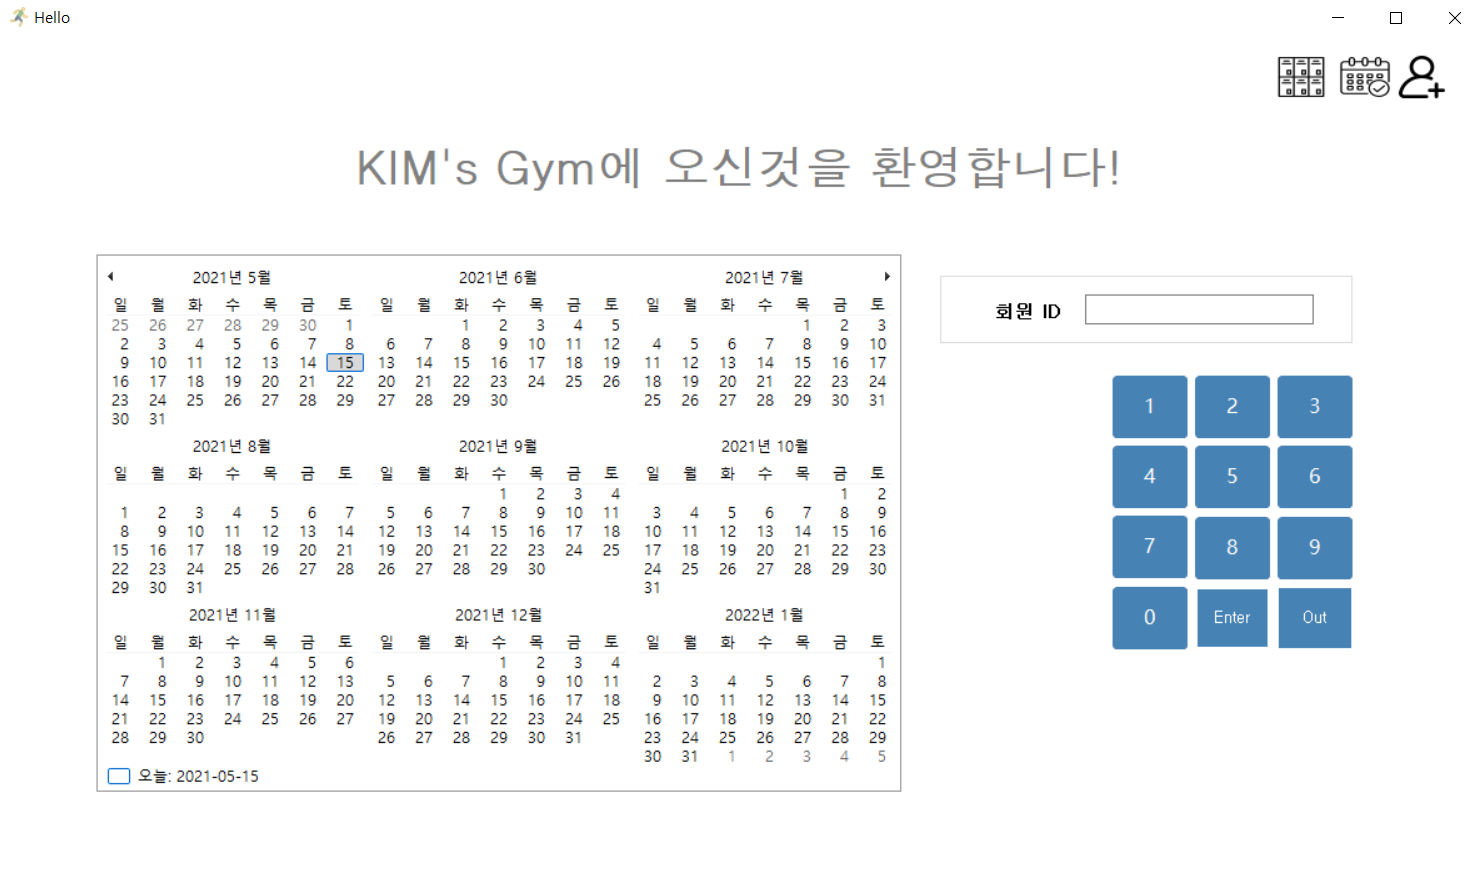 Hello
KIM's Gym에 오신것을 환영합니다!
2021년 5월 2021년 6월 2021년 7월
일 월 화 수 목 금 토 일 월 화 수 목 금 토 일 월 화 수 목 금 토
25 26 27 28 29 30 1 1 2 3 4 5 1 2 3
2 3 4 5 6 7 8 6 7 8 9 10 11 12 4 5 6 7 8 9 10
9 10 11 12 13 14 15 13 14 15 16 17 18 19 11 12 13 14 15 16 17
16 17 18 19 20 21 22 20 21 22 23 24 25 26 18 19 20 21 22 23 24
23 24 25 26 27 28 29 27 28 29 30 25 26 27 28 29 30 31
30 31
2021년 8월 2021년 9월 2021년 10월
일 월 화 수 목 금 토 일 월 화 수 목 금 토 일 월 화 수 목 금 토
1 2 3 4 1 2
1 2 3 4 5 6 7 5 6 7 8 9 10 11 3 4 5 6 7 8 9
8 9 10 11 12 13 14 12 13 14 15 16 17 18 10 11 12 13 14 15 16
15 16 17 18 19 20 21 19 20 21 22 23 24 25 17 18 19 20 21 22 23
22 23 24 25 26 27 28 26 27 28 29 30 24 25 26 27 28 29 30
29 30 31 31
2021년 11월 2021년 12월 2022년 1월
일 월 화 수 목 금 토 일 월 화 수 목 금 토 일 월 화 수 목 금 토
1 2 3 4 5 6 1 2 3 4 1
7 8 9 10 11 12 13 5 6 7 8 9 10 11 2 3 4 5 6 7 8
14 15 16 17 18 19 20 12 13 14 15 16 17 18 9 10 11 12 13 14 15
21 22 23 24 25 26 27 19 20 21 22 23 24 25 16 17 18 19 20 21 22
28 29 30 26 27 28 29 30 31 23 24 25 26 27 28 29
30 31 1 2 3 4 5
오늘: 2021-05-15
회원 ID
1 2 3
4 5 6
7 8 9
0 Enter Out